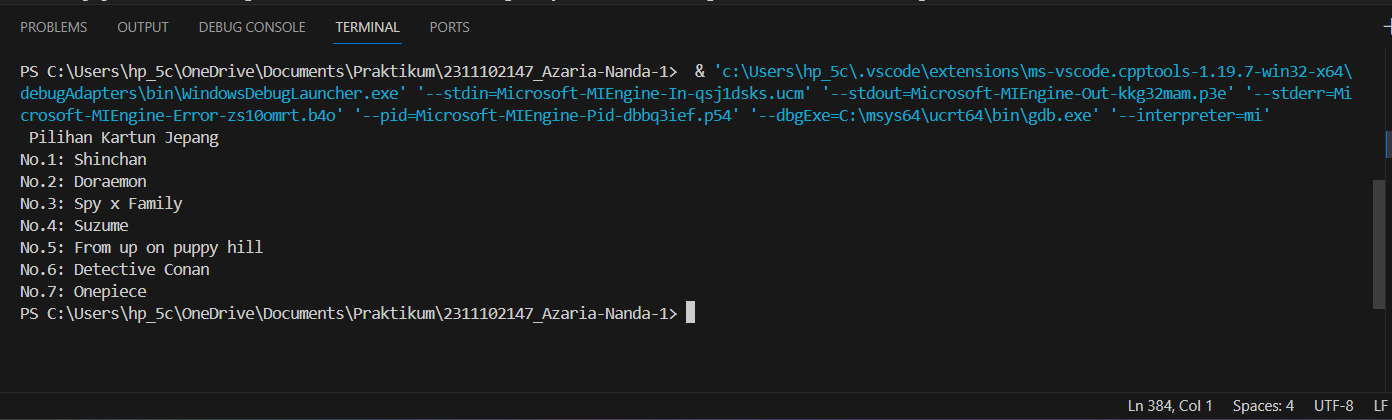 PROBLEMS OUTPUT DEBUG CONSOLE TERMINAL PORTS
PS C:\Users\hp_5c\OneDrive\Documents\Praktikum\2311102147_Azaria-Nanda-1>  & 'c:\Users\hp_5c\.vscode\extensions\ms-vscode.cpptools-1.19.7-win32-x64\
debugAdapters\bin\WindowsDebugLauncher.exe' '--stdin=Microsoft-MIEngine-In-qsj1dsks.ucm' '--stdout=Microsoft-MIEngine-Out-kkg32mam.p3e' '--stderr=Mi
crosoft-MIEngine-Error-zs10omrt.b4o' '--pid=Microsoft-MIEngine-Pid-dbbq3ief.p54' '--dbgExe=C:\msys64\ucrt64\bin\gdb.exe' '--interpreter=mi'
 Pilihan Kartun Jepang
No.1: Shinchan
No.2: Doraemon
No.3: Spy x Family
No.4: Suzume
No.5: From up on puppy hill
No.6: Detective Conan
No.7: Onepiece
PS C:\Users\hp_5c\OneDrive\Documents\Praktikum\2311102147_Azaria-Nanda-1>
Ln 384, Col 1 Spaces: 4 UTF-8 LF